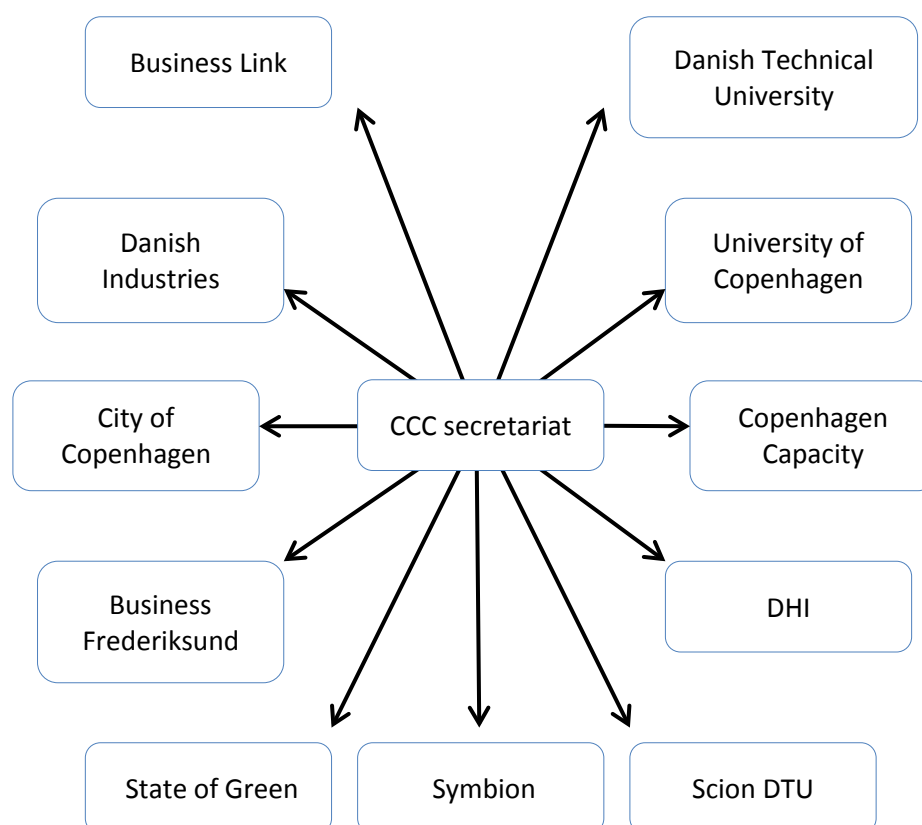 Business Link
Danish Technical
University
Danish
Industries
University of
Copenhagen
City of
Copenhagen
CCC secretariat
Copenhagen
Capacity
Business
Frederiksund
DHI
State of Green
Symbion
Scion DTU